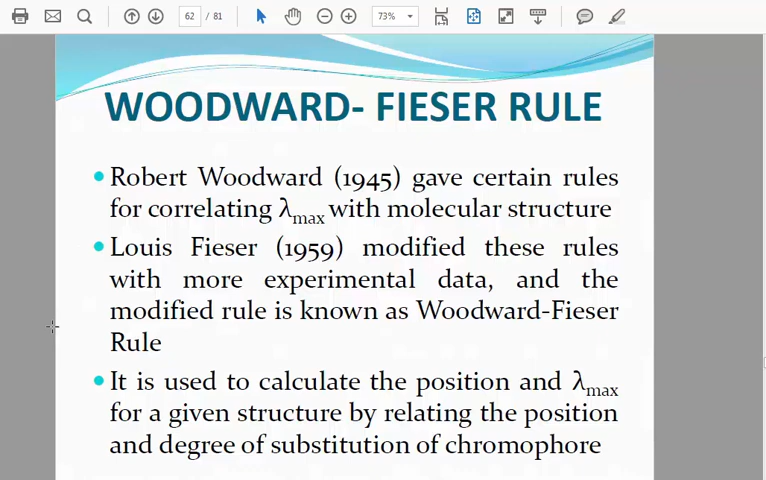 62 / 81 73%
WOODWARD- FIESER RULE
Robert Woodward (1945) gave certain rules
for correlating λmax with molecular structure
Louis Fieser (1959) modified these rules
with more experimental data, and the
modified rule is known as Woodward-Fieser
Rule
It is used to calculate the position and λmax
for a given structure by relating the position
and degree of substitution of chromophore